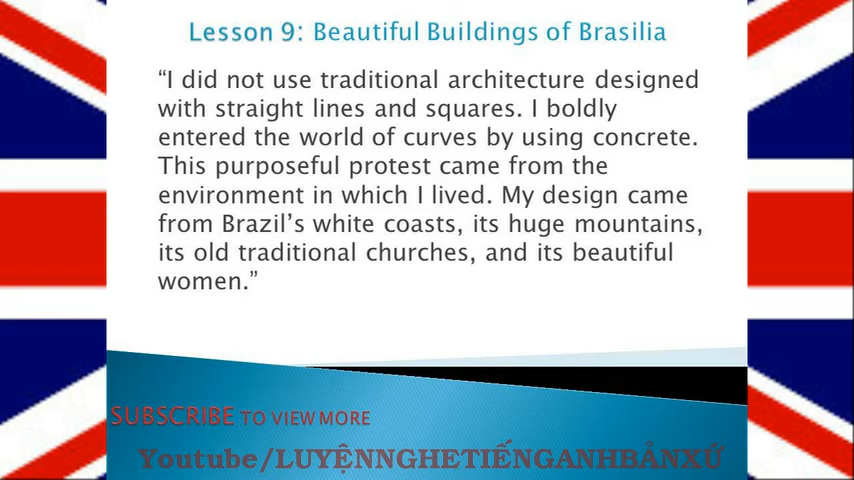 Lesson 9: Beautiful Buildings of Brasilia
“I did not use traditional architecture designed
with straight lines and squares. I boldly
entered the world of curves by using concrete.
This purposeful protest came from the
environment in which I lived. My design came
from Brazil’s white coasts, its huge mountains,
its old traditional churches, and its beautiful
women.”
SUBSCRIBE TO VIEW MORE
Youtube/LUYỆNNGHETIẾNGANHBẢNXỨ